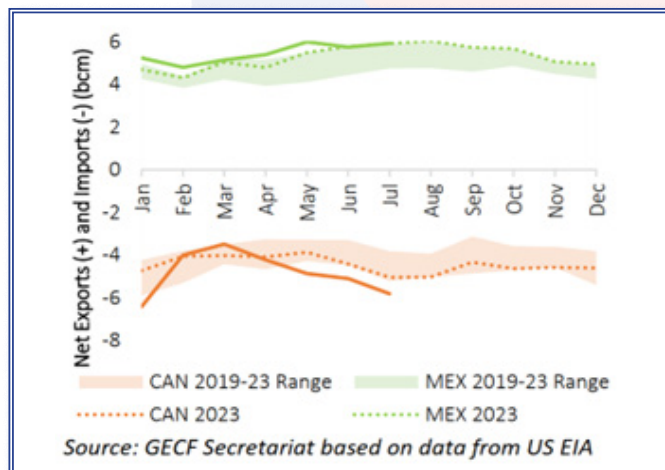 Net Exports (+) and Imports (-) (bcm)
6
4
2
0
-2
-4
-6
-8
Jan
Feb
Mar
Apr
May
Jun
Jul
Aug
Sep
Oct
Nov
Dec
CAN 2019-23 Range
MEX 2019-23 Range
CAN 2023
MEX 2023
Source: GECF Secretariat based on data from US EIA